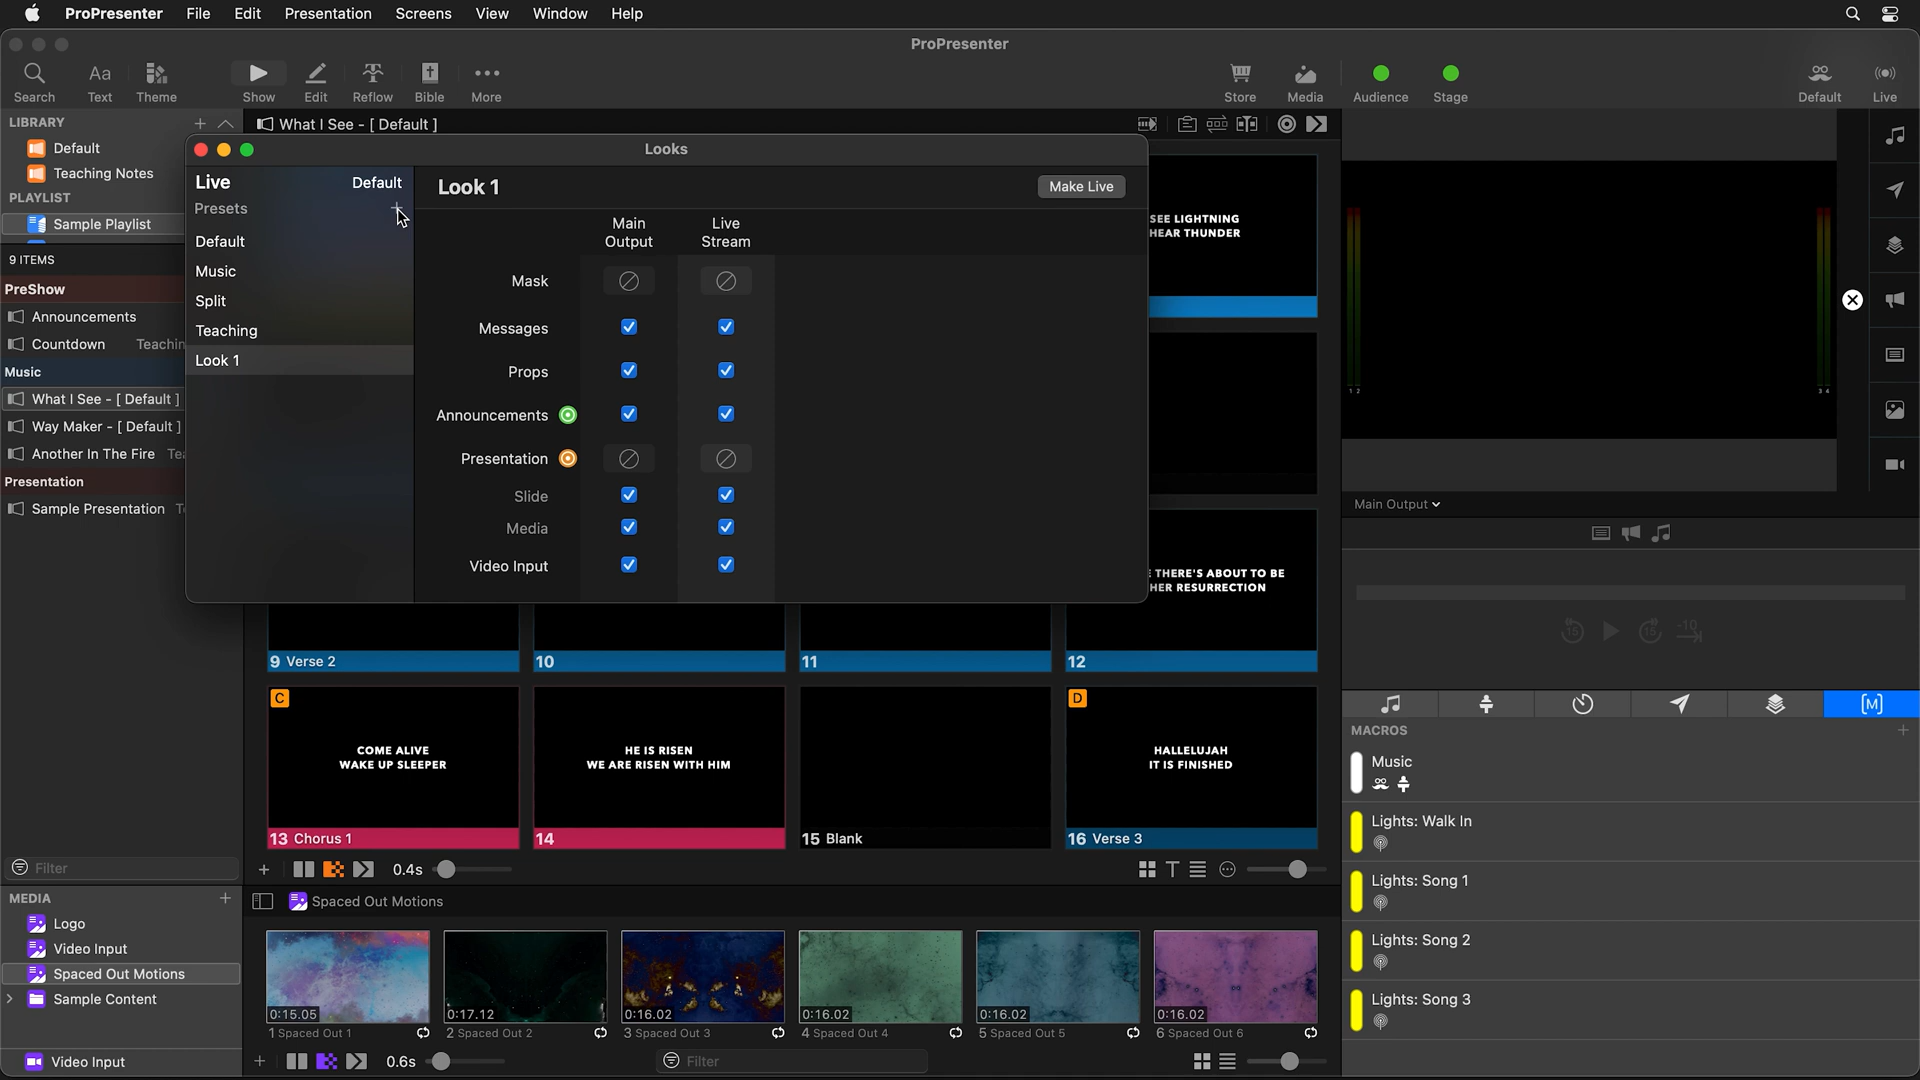 ProPresenter File Edit Presentation Screens View Window Help
ProPresenter
Search Text Theme Show Edit Reflow Bible More Store Media Audience Stage Default Live
LIBRARY
Default
Teaching Notes
PLAYLIST
Sample Playlist
9 ITEMS
PreShow
Announcements
Countdown Teachin
Music
What I See - [ Default ]
Way Maker - [ Default ]
Another In The Fire Tea
Presentation
Sample Presentation
Filter
What I See - [ Default ]
Looks
Live Default
Presets
Default
Music
Split
Teaching
Look 1
Look 1
Make Live
Main Output
Live Stream
Mask
Messages
Props
Announcements
Presentation
Slide
Media
Video Input
SEE LIGHTNING
HEAR THUNDER
THERE'S ABOUT TO BE
HER RESURRECTION
9 Verse 2
10
11
12
C
COME ALIVE
WAKE UP SLEEPER
13 Chorus 1
HE IS RISEN
WE ARE RISEN WITH HIM
14
15 Blank
D
HALLELUJAH
IT IS FINISHED
16 Verse 3
0.4s
MEDIA
Logo
Video Input
Spaced Out Motions
Sample Content
Video Input
Spaced Out Motions
0:15.05
1 Spaced Out 1
0:17.12
2 Spaced Out 2
0:16.02
3 Spaced Out 3
0:16.02
4 Spaced Out 4
0:16.02
5 Spaced Out 5
0:16.02
6 Spaced Out 6
0.6s
Filter
1 2
3 4
Main Output
15
15
-10
[M]
MACROS
Music
Lights: Walk In
Lights: Song 1
Lights: Song 2
Lights: Song 3